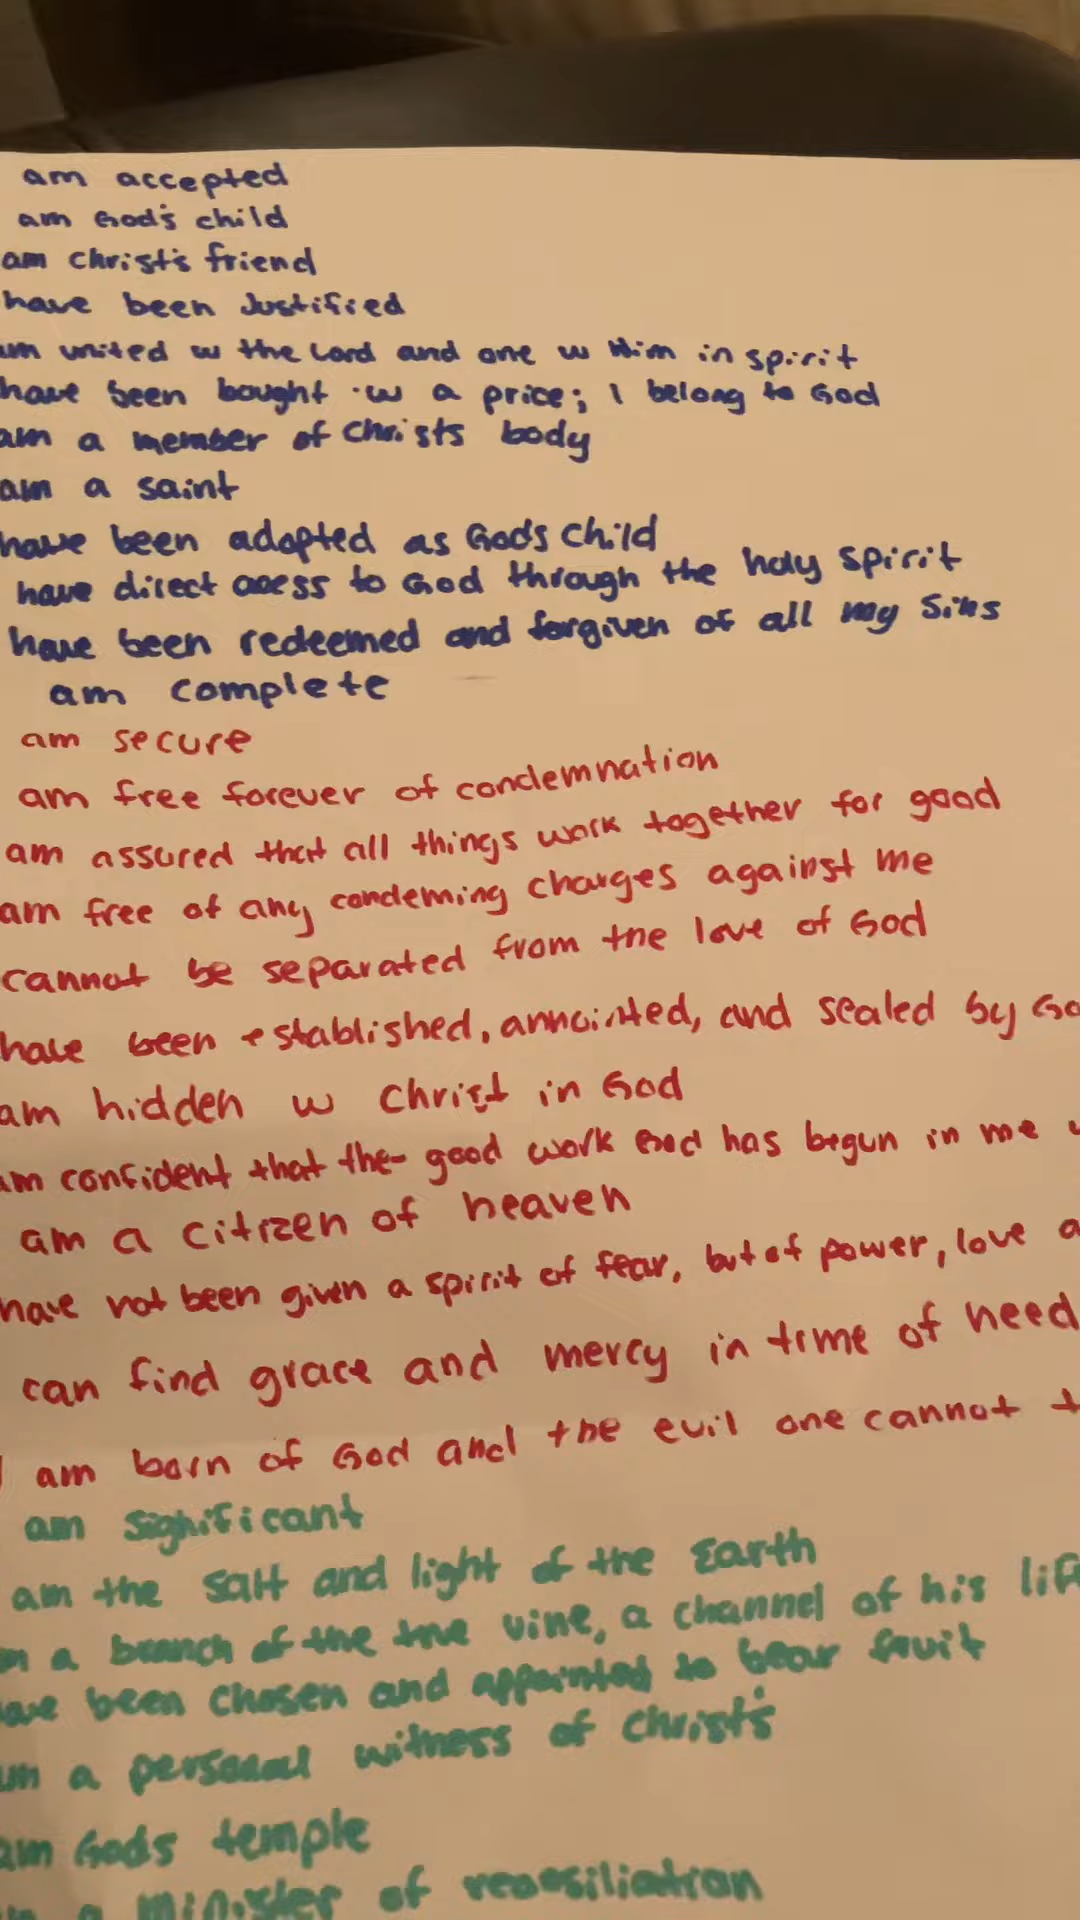 am accepted
am God's child
am christ's friend
have been Justified
am united w the Lord and one w Him in spirit
have been bought w a price; I belong to God
am a member of Christs body
am a saint
have been adopted as God's Child
have direct acess to God through the holy Spirit
have been redeemed and forgiven of all my Sins
am complete
am secure
am free forever of condemnation
am assured that all things work together for good
am free of any condeming charges against me
cannot be separated from the love of God
have been established, annointed, and sealed by Go
am hidden w Christ in God
am confident that the good work God has begun in me w
am a citizen of heaven
have not been given a spirit of fear, but of power, love a
can find grace and mercy in time of need
I am born of God and the evil one cannot t
am significant
am the salt and light of the Earth
m a branch of the true vine, a channel of his lif
ave been chosen and appointed to bear fruit
am a personal witness of Christ's
am Gods temple
a minister of